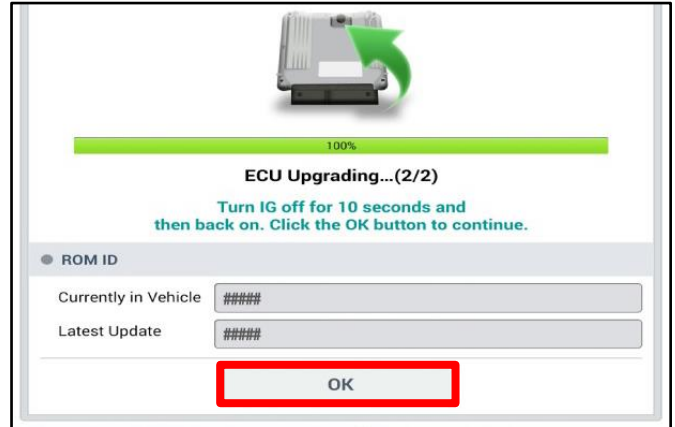 100%
ECU Upgrading...(2/2)
Turn IG off for 10 seconds and
then back on. Click the OK button to continue.
ROM ID
Currently in Vehicle #####
Latest Update #####
OK